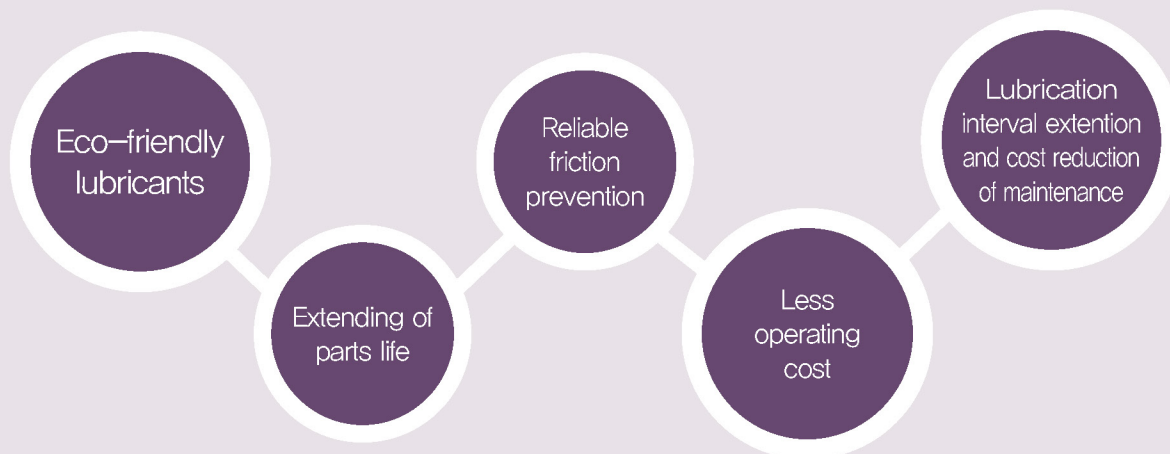 Eco-friendly
lubricants
Extending of
parts life
Reliable
friction
prevention
Less
operating
cost
Lubrication
interval extention
and cost reduction
of maintenance